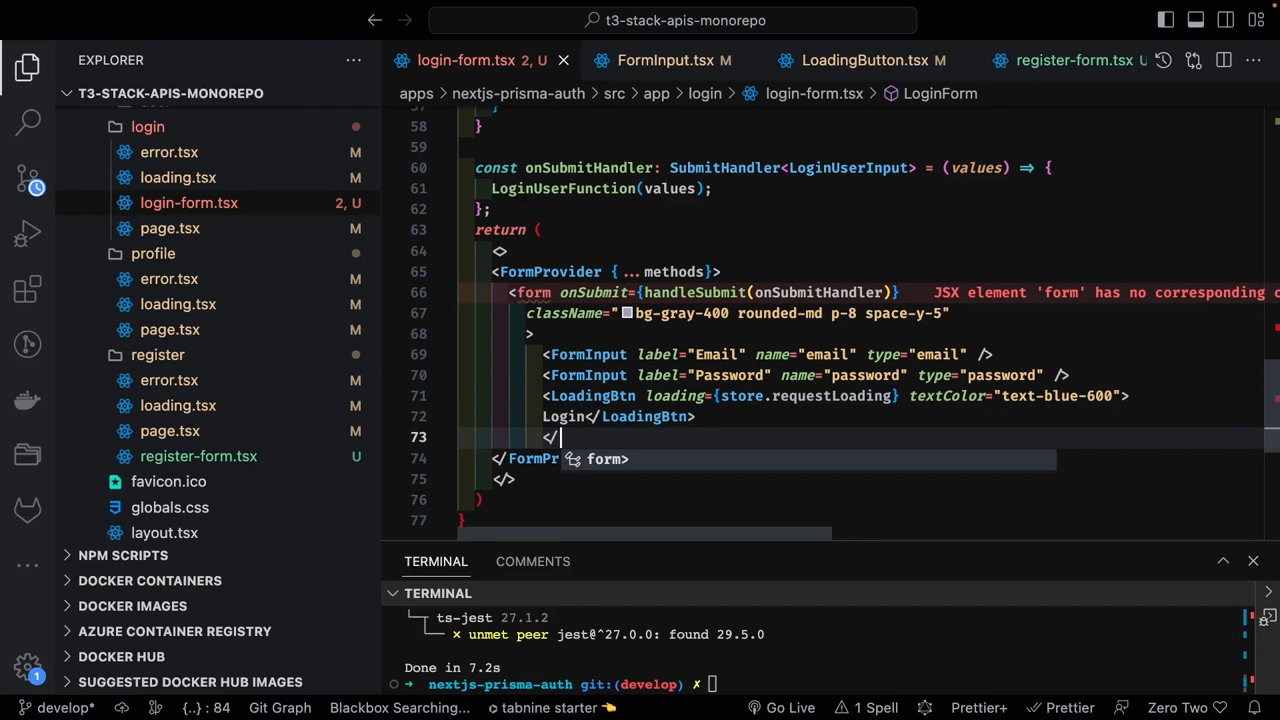 t3-stack-apis-monorepo
EXPLORER
T3-STACK-APIS-MONOREPO
login
error.tsx M
loading.tsx M
login-form.tsx 2, U
page.tsx M
profile
error.tsx M
loading.tsx M
page.tsx M
register
error.tsx M
loading.tsx M
page.tsx M
register-form.tsx U
favicon.ico
globals.css
layout.tsx
NPM SCRIPTS
DOCKER CONTAINERS
DOCKER IMAGES
AZURE CONTAINER REGISTRY
DOCKER HUB
SUGGESTED DOCKER HUB IMAGES
1
login-form.tsx 2, U
FormInput.tsx M
LoadingButton.tsx M
register-form.tsx U
apps > nextjs-prisma-auth > src > app > login > login-form.tsx > LoginForm
57 }
58 }
59
60 const onSubmitHandler: SubmitHandler<LoginUserInput> = (values) => {
61 LoginUserFunction(values);
62 };
63 return (
64 <>
65 <FormProvider {...methods}>
66 <form onSubmit={handleSubmit(onSubmitHandler)} JSX element 'form' has no corresponding c
67 className="bg-gray-400 rounded-md p-8 space-y-5"
68 >
69 <FormInput label="Email" name="email" type="email" />
70 <FormInput label="Password" name="password" type="password" />
71 <LoadingBtn loading={store.requestLoading} textColor="text-blue-600">
72 Login</LoadingBtn>
73 </
74 </FormPr
form>
75 </>
76 )
77 }
TERMINAL COMMENTS
TERMINAL
ts-jest 27.1.2
✕ unmet peer jest@^27.0.0: found 29.5.0
Done in 7.2s
➜ nextjs-prisma-auth git:(develop) ✗
develop* {..} : 84 Git Graph Blackbox Searching... tabnine starter 👈 Go Live 1 Spell Prettier+ Prettier Zero Two ♡